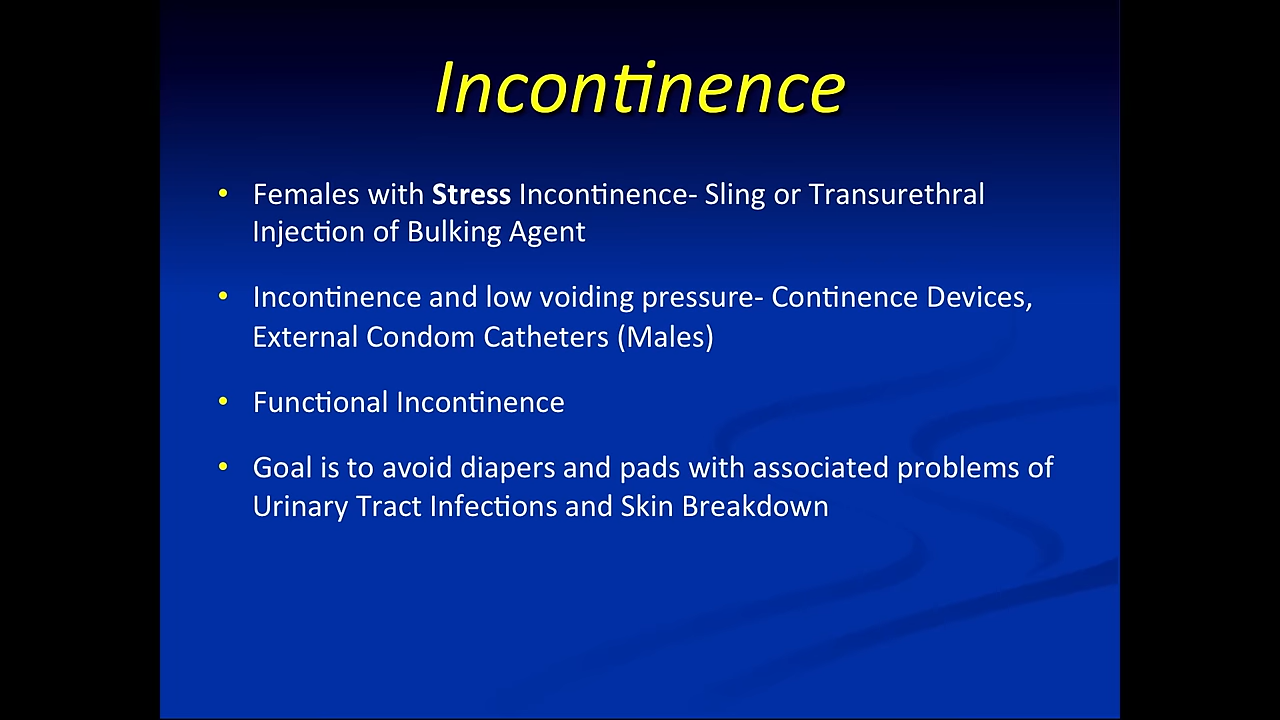 Incontinence
• Females with Stress Incontinence- Sling or Transurethral
Injection of Bulking Agent
• Incontinence and low voiding pressure- Continence Devices,
External Condom Catheters (Males)
• Functional Incontinence
• Goal is to avoid diapers and pads with associated problems of
Urinary Tract Infections and Skin Breakdown